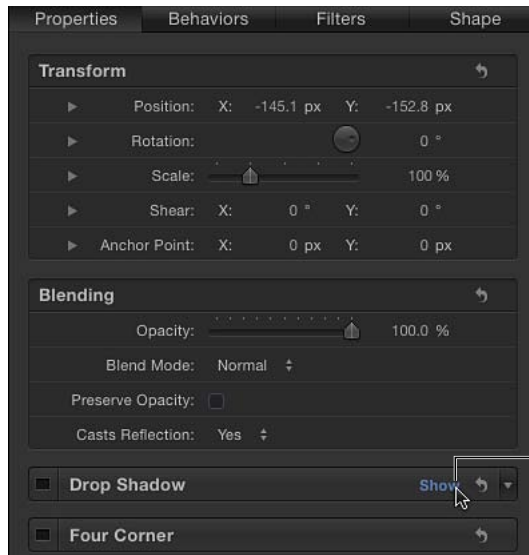 Properties Behaviors Filters Shape
Transform
Position: X: -145.1 px Y: -152.8 px
Rotation: 0 °
Scale: 100 %
Shear: X: 0 ° Y: 0 °
Anchor Point: X: 0 px Y: 0 px
Blending
Opacity: 100.0 %
Blend Mode: Normal
Preserve Opacity:
Casts Reflection: Yes
Drop Shadow Show
Four Corner